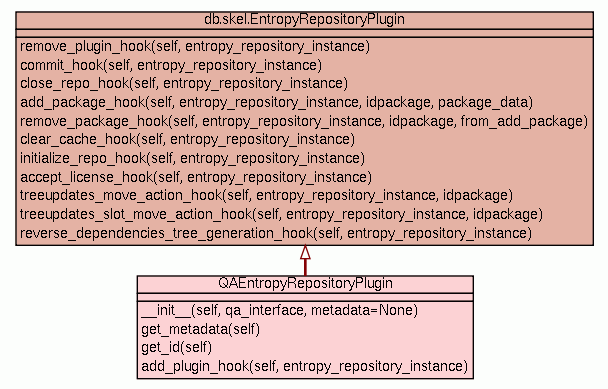 db.skel.EntropyRepositoryPlugin
remove_plugin_hook(self, entropy_repository_instance)
commit_hook(self, entropy_repository_instance)
close_repo_hook(self, entropy_repository_instance)
add_package_hook(self, entropy_repository_instance, idpackage, package_data)
remove_package_hook(self, entropy_repository_instance, idpackage, from_add_package)
clear_cache_hook(self, entropy_repository_instance)
initialize_repo_hook(self, entropy_repository_instance)
accept_license_hook(self, entropy_repository_instance)
treeupdates_move_action_hook(self, entropy_repository_instance, idpackage)
treeupdates_slot_move_action_hook(self, entropy_repository_instance, idpackage)
reverse_dependencies_tree_generation_hook(self, entropy_repository_instance)
QAEntropyRepositoryPlugin
__init__(self, qa_interface, metadata=None)
get_metadata(self)
get_id(self)
add_plugin_hook(self, entropy_repository_instance)